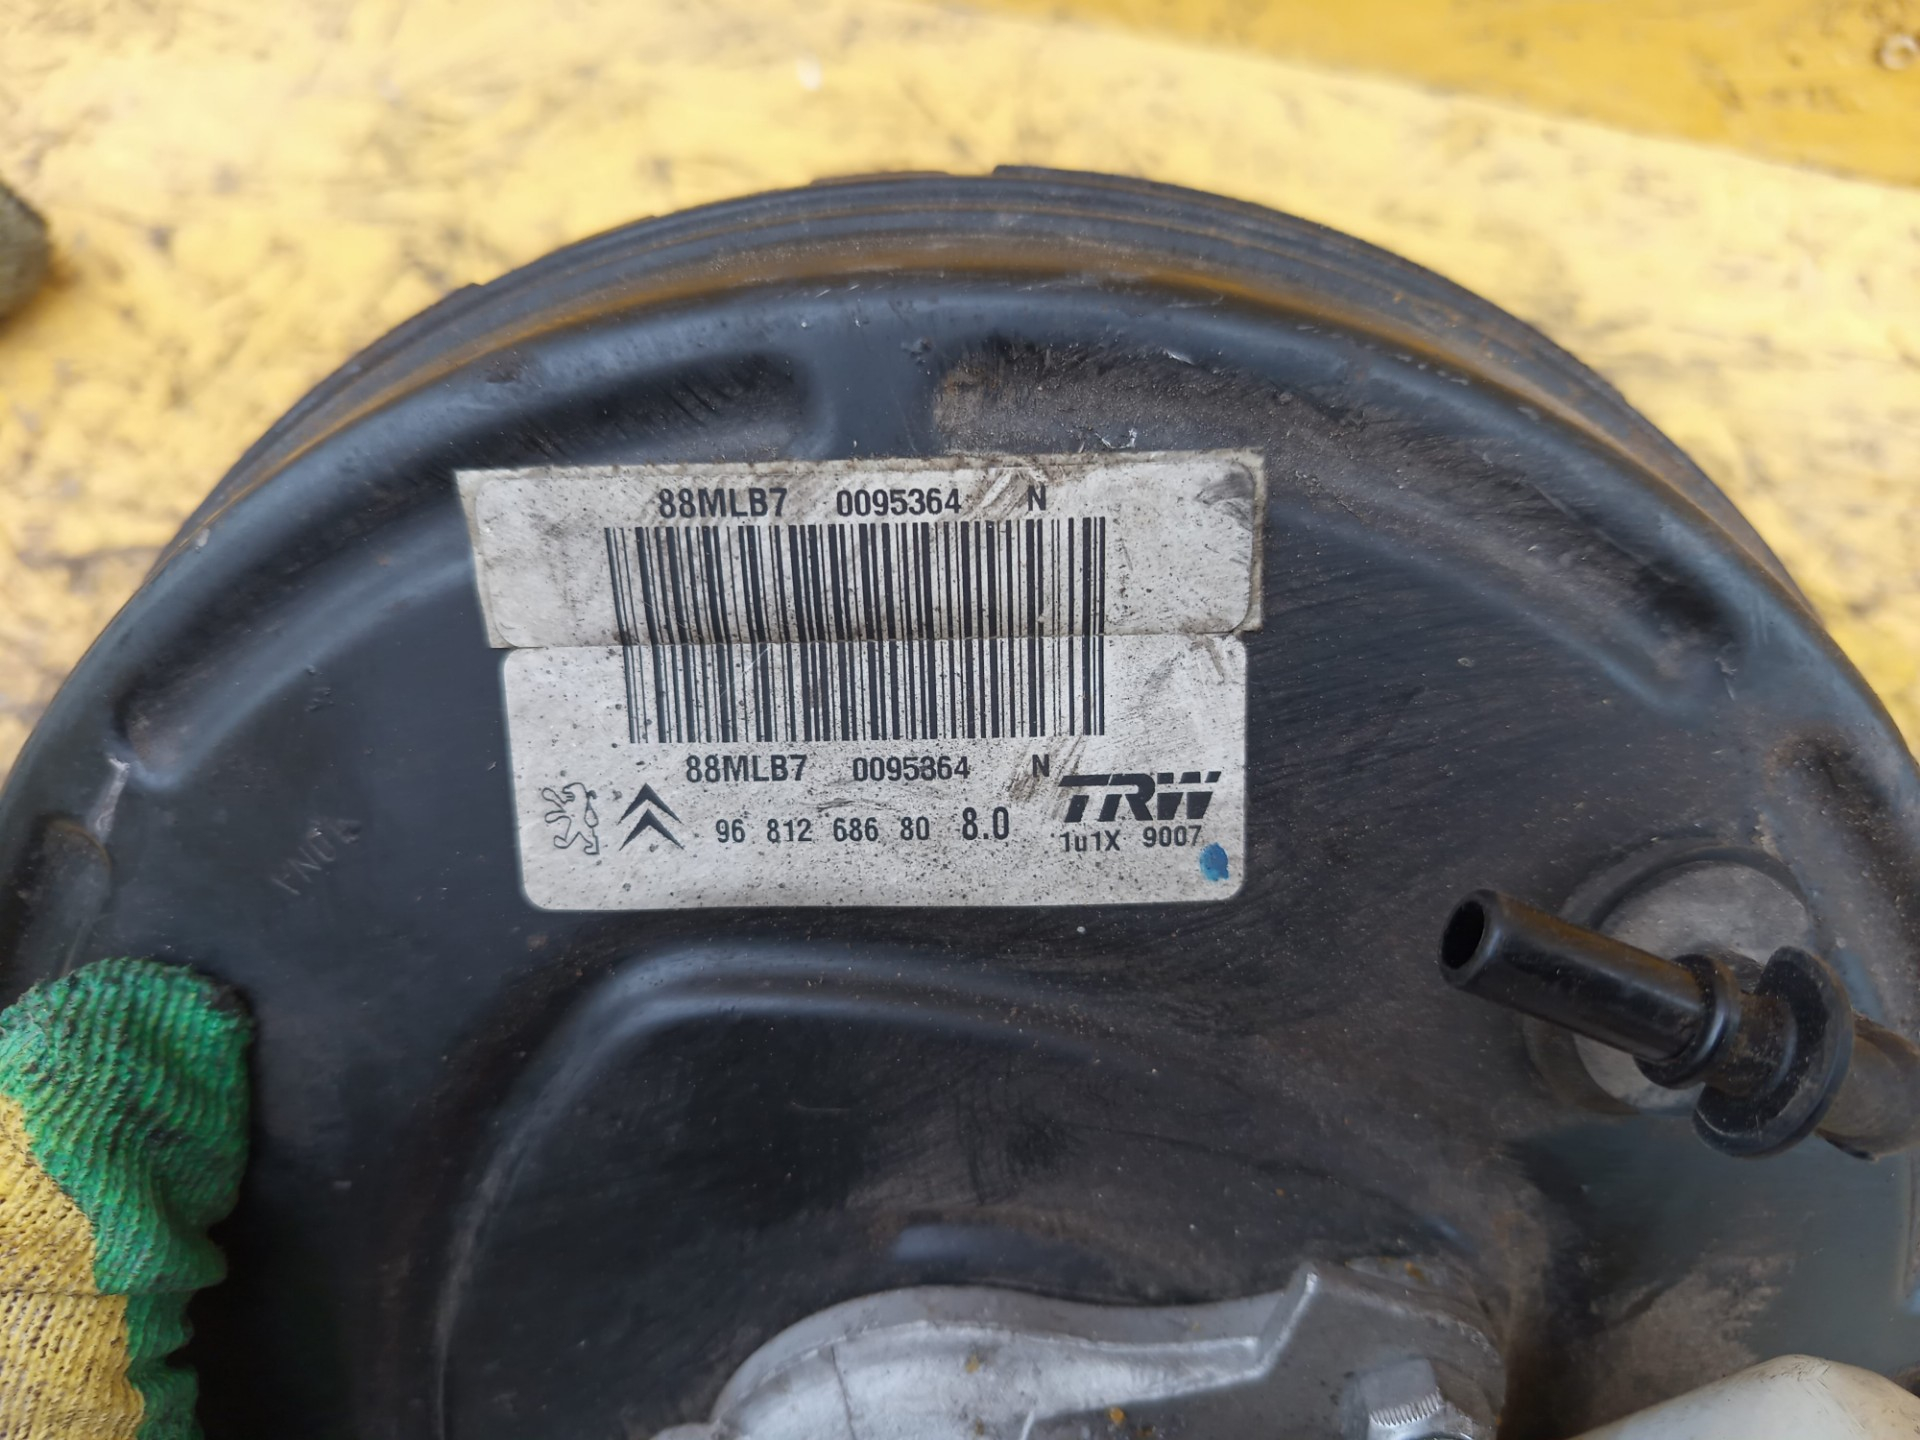 88MLB7 0095364 N
88MLB7 0095364 N
TRW
96 812 686 80 8.0
1u1X 9007